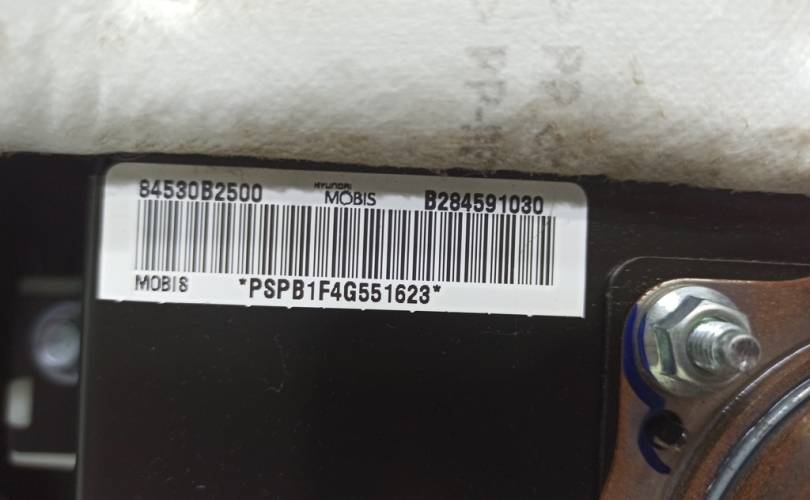 84530B2500 HYUNDAI MOBIS B284591030
MOBIS *PSPB1F4G551623*